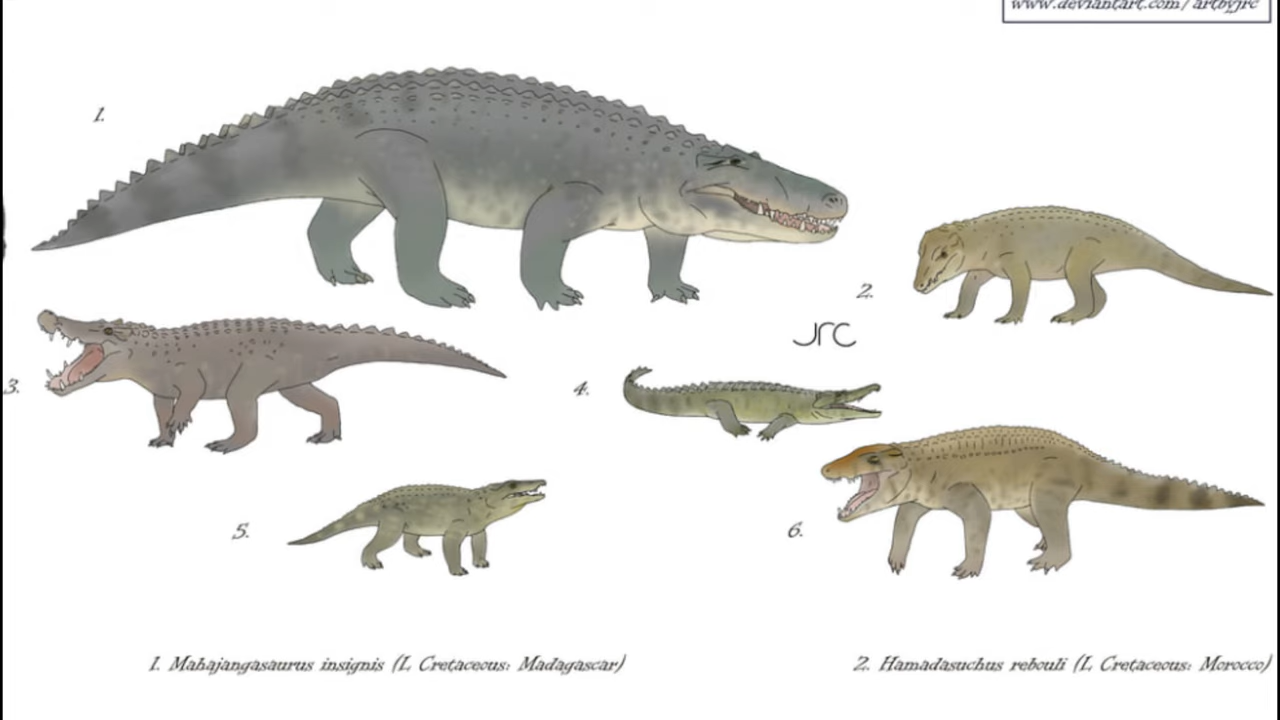 www.deviantart.com/artbyjrc
1.
2.
JrC
3.
4.
5.
6.
1. Mahajangasaurus insignis (L Cretaceous: Madagascar)
2. Hamadasuchus rebouli (L Cretaceous: Morocco)